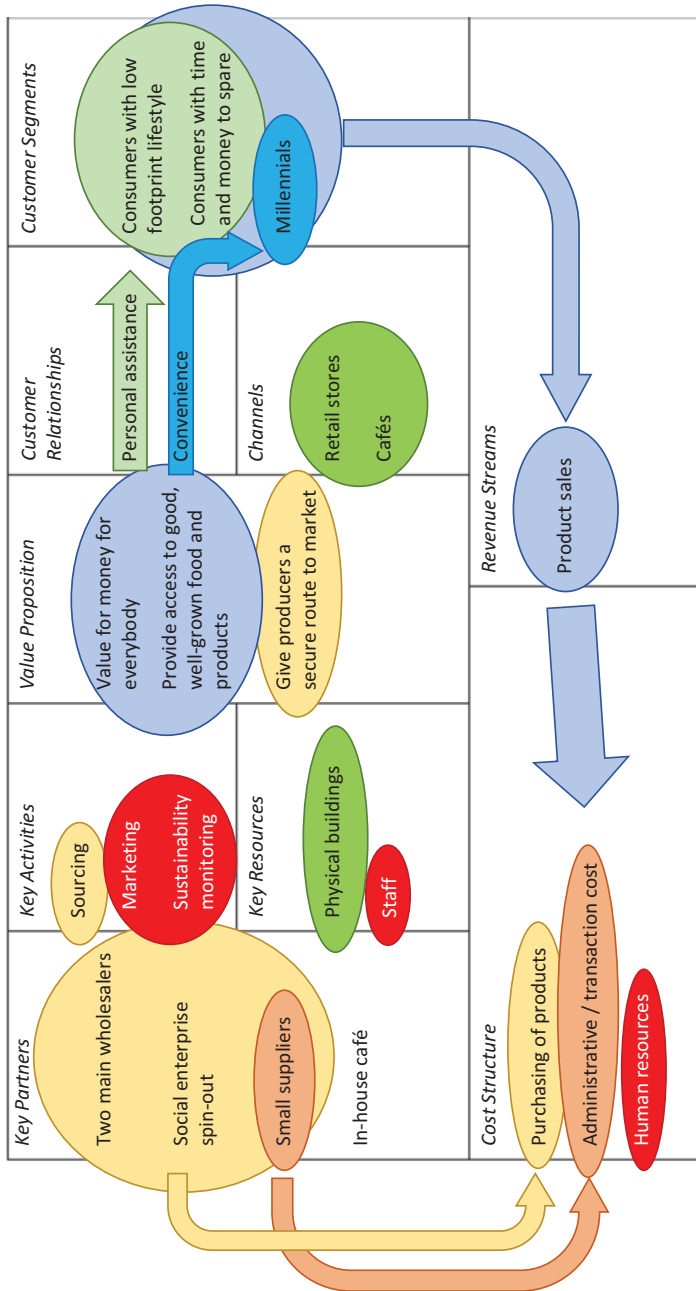 Key Partners
Two main wholesalers
Social enterprise
spin-out
Small suppliers
In-house café
Key Activities
Sourcing
Marketing
Sustainability
monitoring
Key Resources
Physical buildings
Staff
Value Proposition
Value for money for
everybody
Provide access to good,
well-grown food and
products
Give producers a
secure route to market
Customer
Relationships
Personal assistance
Convenience
Channels
Retail stores
Cafés
Customer Segments
Consumers with low
footprint lifestyle
Consumers with time
and money to spare
Millennials
Cost Structure
Purchasing of products
Administrative / transaction cost
Human resources
Revenue Streams
Product sales